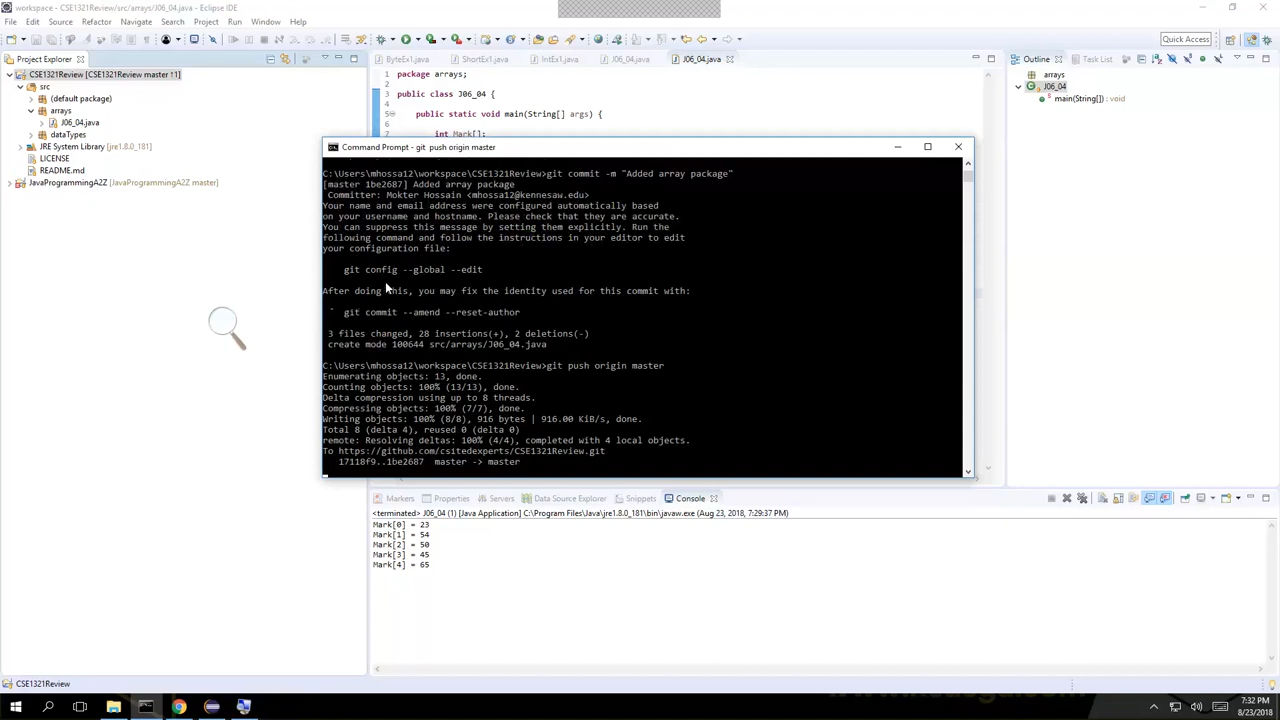 workspace - CSE1321Review/src/arrays/J06_04.java - Eclipse IDE
File Edit Source Refactor Navigate Search Project Run Window Help
Quick Access
Project Explorer
CSE1321Review [CSE1321Review master ↑1]
src
(default package)
arrays
J06_04.java
dataTypes
JRE System Library [jre1.8.0_181]
LICENSE
README.md
JavaProgrammingA2Z [JavaProgrammingA2Z master]
ByteEx1.java ShortEx1.java IntEx1.java J06_04.java J06_04.java
1 package arrays;
2
3 public class J06_04 {
4
5 public static void main(String[] args) {
6
7 int Mark[];
Outline Task List
arrays
J06_04
main(String[]) : void
Command Prompt - git push origin master
C:\Users\mhossa12\workspace\CSE1321Review>git commit -m "Added array package"
[master 1be2687] Added array package
Committer: Mokter Hossain <mhossa12@kennesaw.edu>
Your name and email address were configured automatically based
on your username and hostname. Please check that they are accurate.
You can suppress this message by setting them explicitly. Run the
following command and follow the instructions in your editor to edit
your configuration file:
git config --global --edit
After doing this, you may fix the identity used for this commit with:
git commit --amend --reset-author
3 files changed, 28 insertions(+), 2 deletions(-)
create mode 100644 src/arrays/J06_04.java
C:\Users\mhossa12\workspace\CSE1321Review>git push origin master
Enumerating objects: 13, done.
Counting objects: 100% (13/13), done.
Delta compression using up to 8 threads.
Compressing objects: 100% (7/7), done.
Writing objects: 100% (8/8), 916 bytes | 916.00 KiB/s, done.
Total 8 (delta 4), reused 0 (delta 0)
remote: Resolving deltas: 100% (4/4), completed with 4 local objects.
To https://github.com/csitedexperts/CSE1321Review.git
17118f9..1be2687 master -> master
Markers Properties Servers Data Source Explorer Snippets Console
<terminated> J06_04 (1) [Java Application] C:\Program Files\Java\jre1.8.0_181\bin\javaw.exe (Aug 23, 2018, 7:29:37 PM)
Mark[0] = 23
Mark[1] = 54
Mark[2] = 50
Mark[3] = 45
Mark[4] = 65
CSE1321Review
7:32 PM
8/23/2018